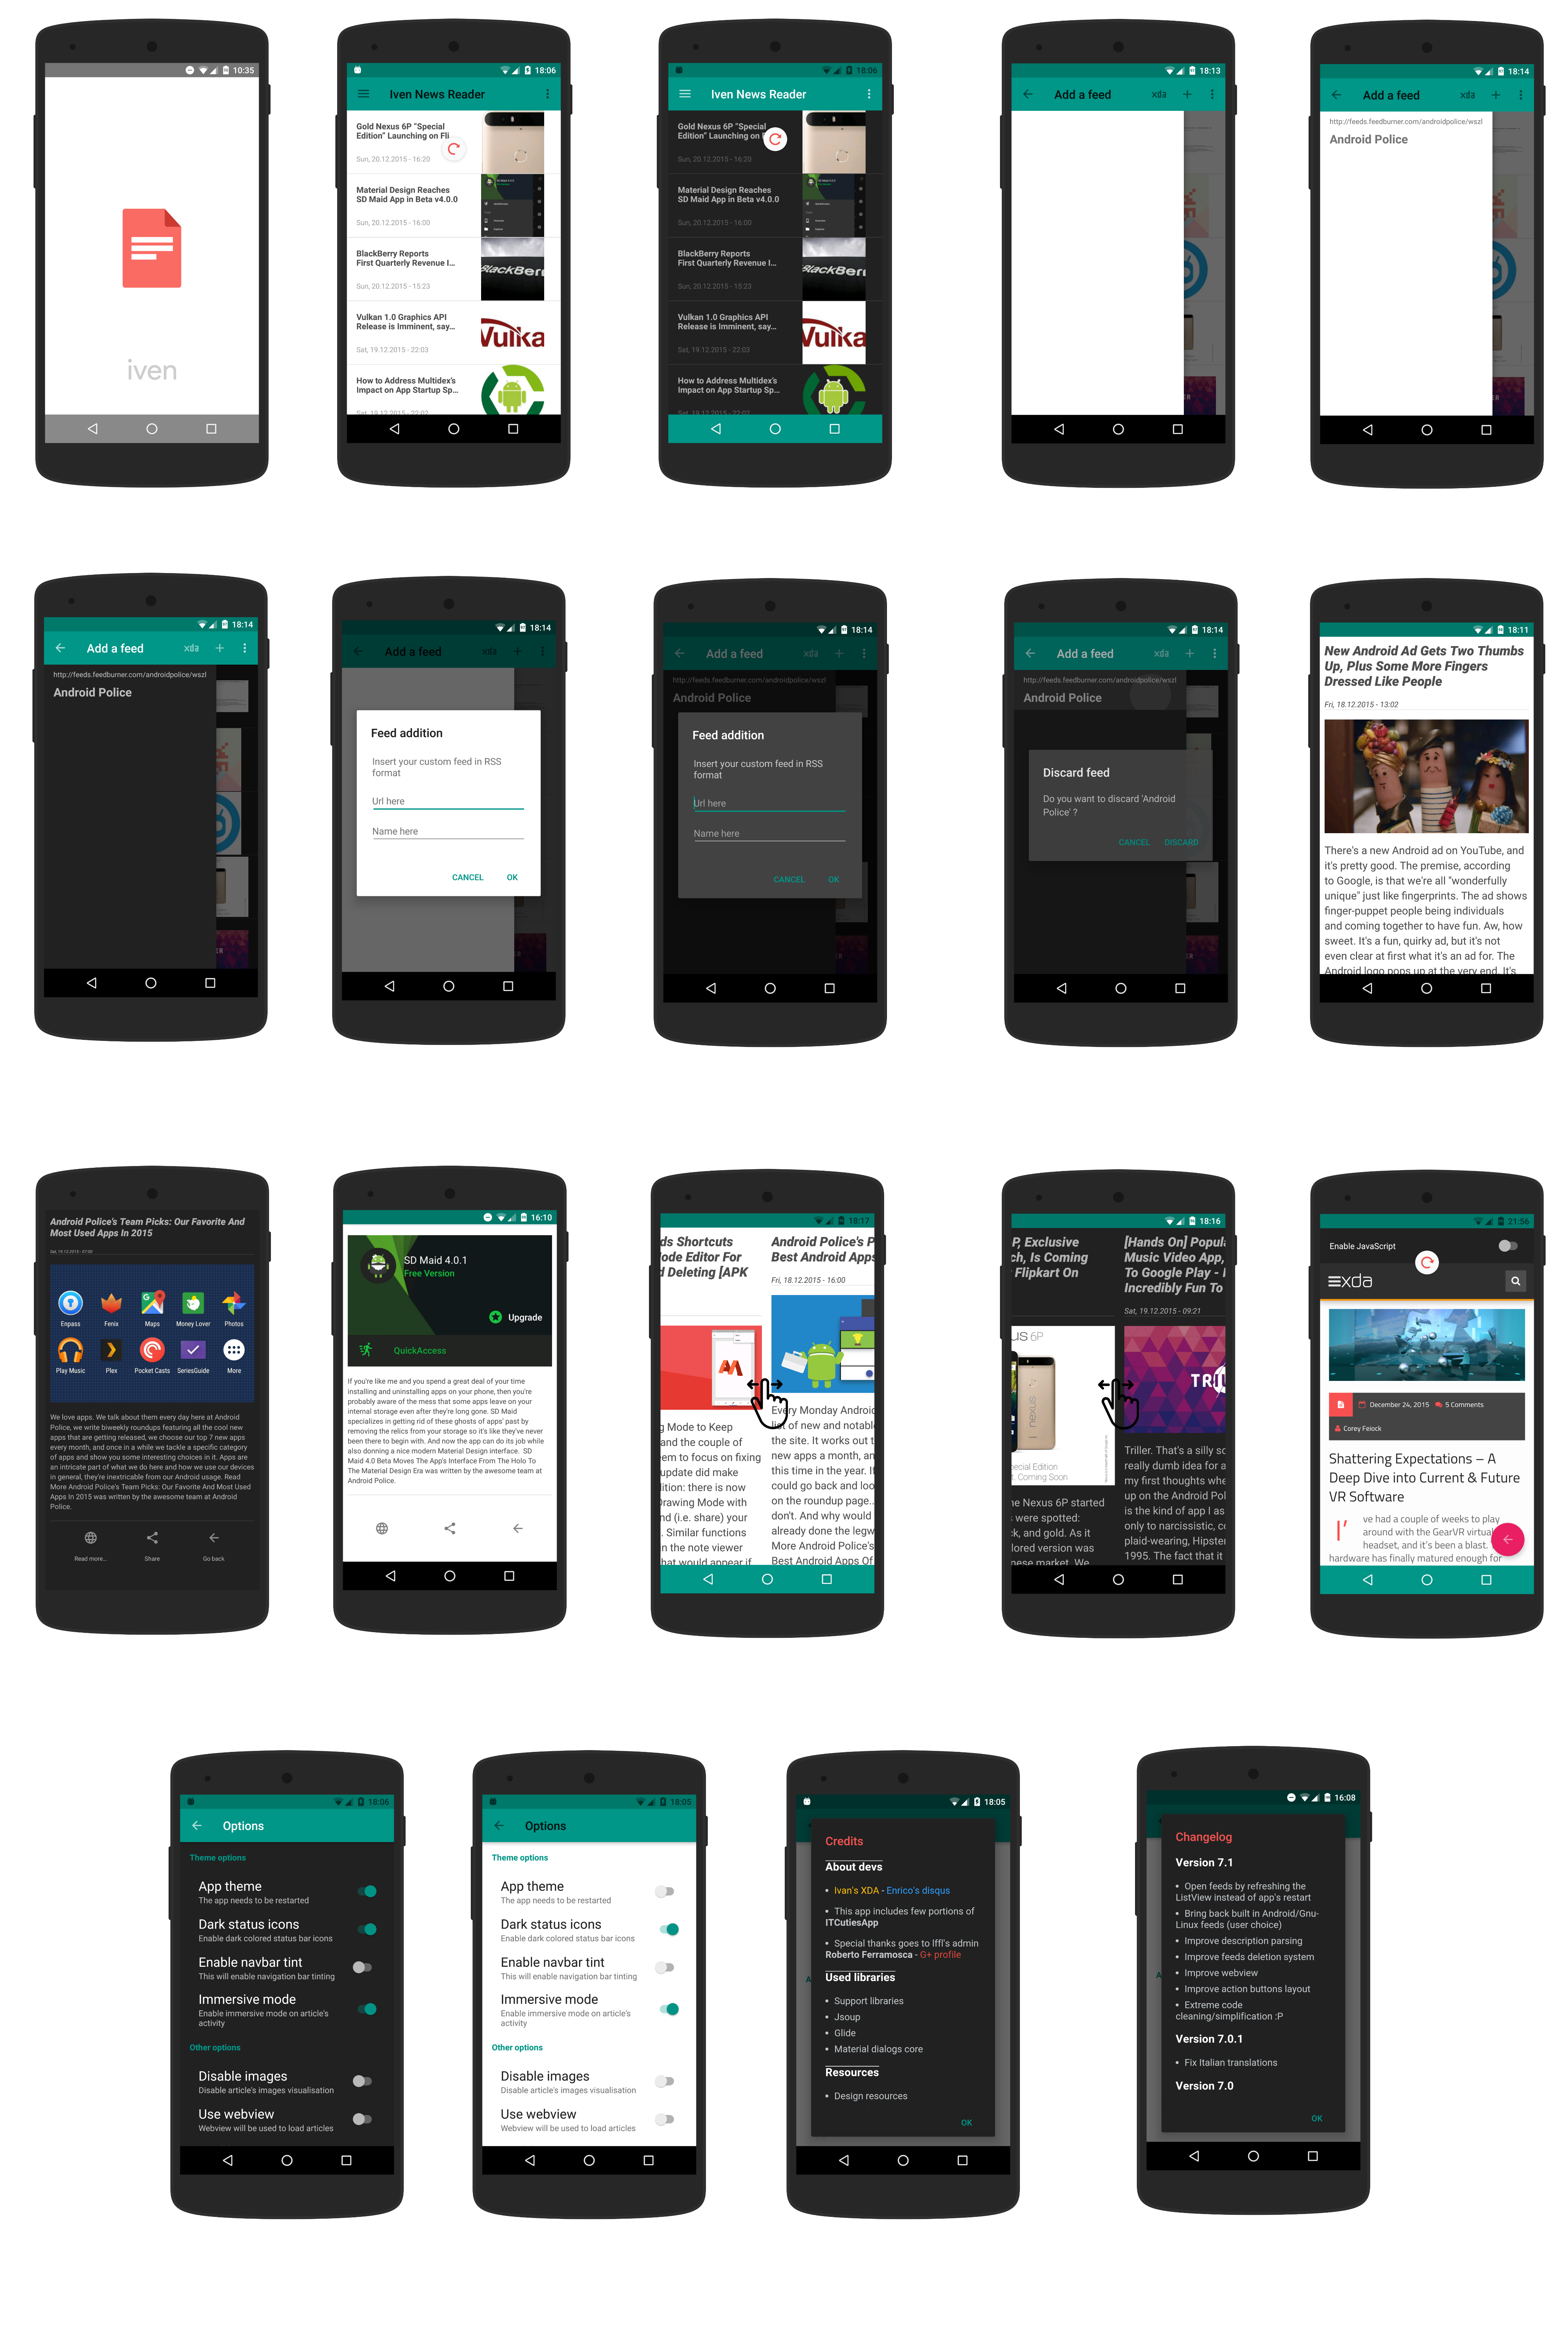 10:35
iven
18:06
Iven News Reader
Gold Nexus 6P “Special
Edition” Launching on Fli
Sun, 20.12.2015 - 16:20
Material Design Reaches
SD Maid App in Beta v4.0.0
Sun, 20.12.2015 - 16:00
BlackBerry Reports
First Quarterly Revenue I...
Sun, 20.12.2015 - 15:23
BlackBerr
Vulkan 1.0 Graphics API
Release is Imminent, say...
Sat, 19.12.2015 - 22:03
Vulka
How to Address Multidex's
Impact on App Startup Sp...
Sat, 19.12.2015 - 22:02
18:06
Iven News Reader
Gold Nexus 6P “Special
Edition” Launching on
Sun, 20.12.2015 - 16:20
Material Design Reaches
SD Maid App in Beta v4.0.0
Sun, 20.12.2015 - 16:00
BlackBerry Reports
First Quarterly Revenue I...
Sun, 20.12.2015 - 15:23
BlackBerr
Vulkan 1.0 Graphics API
Release is Imminent, say...
Sat, 19.12.2015 - 22:03
Vulka
How to Address Multidex's
Impact on App Startup Sp...
Sat, 19.12.2015 - 22:02
18:13
Add a feed xda
18:14
Add a feed xda
http://feeds.feedburner.com/androidpolice/wszl
Android Police
18:14
Add a feed xda
http://feeds.feedburner.com/androidpolice/wszl
Android Police
18:14
Add a feed xda
Feed addition
Insert your custom feed in RSS
format
Url here
Name here
CANCEL OK
18:14
Add a feed xda
http://feeds.feedburner.com/androidpolice/wszl
Android Police
Feed addition
Insert your custom feed in RSS
format
Url here
Name here
CANCEL OK
18:14
Add a feed xda
http://feeds.feedburner.com/androidpolice/wszl
Android Police
Discard feed
Do you want to discard 'Android
Police' ?
CANCEL DISCARD
18:11
New Android Ad Gets Two Thumbs
Up, Plus Some More Fingers
Dressed Like People
Fri, 18.12.2015 - 13:02
There's a new Android ad on YouTube, and
it's pretty good. The premise, according
to Google, is that we're all "wonderfully
unique" just like fingerprints. The ad shows
finger-puppet people being individuals
and coming together to have fun. Aw, how
sweet. It's a fun, quirky ad, but it's not
even clear at first what it's an ad for. The
Android logo pops up at the very end. It's
Android Police's Team Picks: Our Favorite And
Most Used Apps In 2015
Sat, 19.12.2015 - 07:00
Enpass Fenix Maps Money Lover Photos
Play Music Plex Pocket Casts SeriesGuide More
We love apps. We talk about them every day here at Android
Police, we write biweekly roundups featuring all the cool new
apps that are getting released, we choose our top 7 new apps
every month, and once in a while we tackle a specific category
of apps and show you some interesting choices in it. Apps are
an intricate part of what we do here and how we use our devices
in general, they're inextricable from our Android usage. Read
More Android Police's Team Picks: Our Favorite And Most Used
Apps In 2015 was written by the awesome team at Android
Police.
Read more... Share Go back
16:10
SD Maid 4.0.1
Free Version
Upgrade
QuickAccess
If you're like me and you spend a great deal of your time
installing and uninstalling apps on your phone, then you're
probably aware of the mess that some apps leave on your
internal storage even after they're long gone. SD Maid
specializes in getting rid of these ghosts of apps' past by
removing the relics from your storage so it's like they've never
been there to begin with. And now the app can do its job while
also donning a nice modern Material Design interface. SD
Maid 4.0 Beta Moves The App's Interface From The Holo To
The Material Design Era was written by the awesome team at
Android Police.
18:17
ds Shortcuts
ode Editor For
d Deleting [APK
g Mode to Keep
and the couple of
em to focus on fixing
update did make
lition: there is now
Drawing Mode with
nd (i.e. share) your
. Similar functions
n the note viewer
hat would appear if
Android Police's P
Best Android Apps
Fri, 18.12.2015 - 16:00
Every Monday Android
list of new and notabl
the site. It works out t
new apps a month, an
this time in the year. If
could go back and loo
on the roundup page..
don't. And why would
already done the legw
More Android Police's
Best Android Apps Of
18:16
P, Exclusive
ch, Is Coming
Flipkart On
us 6P
nexus
ecial Edition
t. Coming Soon
ne Nexus 6P started
were spotted:
ck, and gold. As it
lored version was
nese market. We
[Hands On] Popula
Music Video App,
To Google Play - I
Incredibly Fun To
Sat, 19.12.2015 - 09:21
TRI
Triller. That's a silly so
really dumb idea for a
my first thoughts whe
up on the Android Pol
is the kind of app I as
only to narcissistic, co
plaid-wearing, Hipster
1995. The fact that it
21:56
Enable JavaScript
xda
December 24, 2015 5 Comments
Corey Feiock
Shattering Expectations – A
Deep Dive into Current & Future
VR Software
I’ ve had a couple of weeks to play
around with the GearVR virtual
headset, and it's been a blast.
hardware has finally matured enough for
18:06
Options
Theme options
App theme
The app needs to be restarted
Dark status icons
Enable dark colored status bar icons
Enable navbar tint
This will enable navigation bar tinting
Immersive mode
Enable immersive mode on article's
activity
Other options
Disable images
Disable article's images visualisation
Use webview
Webview will be used to load articles
18:05
Options
Theme options
App theme
The app needs to be restarted
Dark status icons
Enable dark colored status bar icons
Enable navbar tint
This will enable navigation bar tinting
Immersive mode
Enable immersive mode on article's
activity
Other options
Disable images
Disable article's images visualisation
Use webview
Webview will be used to load articles
18:05
Credits
About devs
• Ivan's XDA - Enrico's disqus
• This app includes few portions of
ITCutiesApp
• Special thanks goes to lffl's admin
Roberto Ferramosca - G+ profile
Used libraries
• Support libraries
• Jsoup
• Glide
• Material dialogs core
Resources
• Design resources
OK
16:08
Changelog
Version 7.1
• Open feeds by refreshing the
ListView instead of app's restart
• Bring back built in Android/Gnu-
Linux feeds (user choice)
• Improve description parsing
• Improve feeds deletion system
• Improve webview
• Improve action buttons layout
• Extreme code
cleaning/simplification :P
Version 7.0.1
• Fix Italian translations
Version 7.0
OK